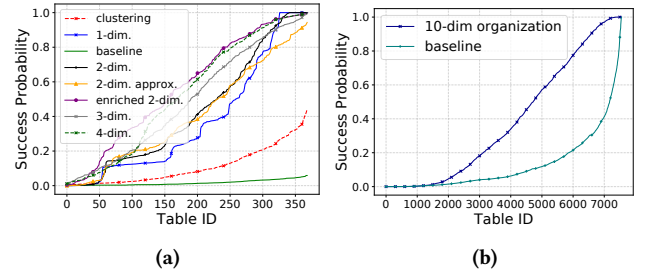 Success Probability
1.0
0.8
0.6
0.4
0.2
0.0
clustering
1-dim.
baseline
2-dim.
2-dim. approx.
enriched 2-dim.
3-dim.
4-dim.
0 50 100 150 200 250 300 350
Table ID
(a)
Success Probability
1.0
0.8
0.6
0.4
0.2
0.0
10-dim organization
baseline
0 1000 2000 3000 4000 5000 6000 7000
Table ID
(b)